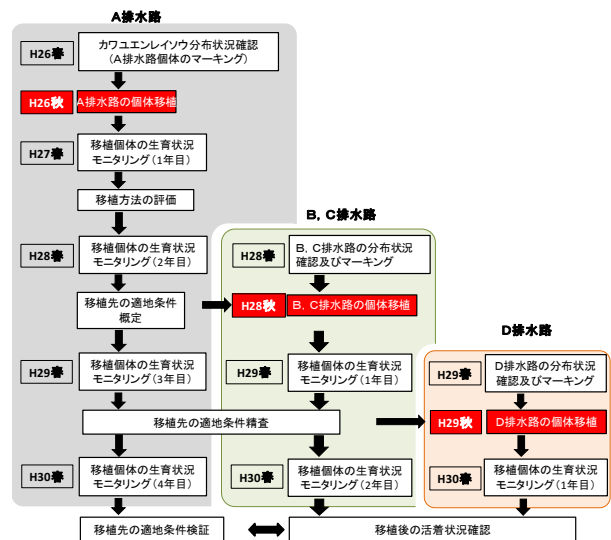 A排水路
H26春
カワユエンレイソウ分布状況確認
(A排水路個体のマーキング)
H26秋
A排水路の個体移植
H27春
移植個体の生育状況
モニタリング(1年目)
移植方法の評価
H28春
移植個体の生育状況
モニタリング(2年目)
移植先の適地条件
概定
H29春
移植個体の生育状況
モニタリング(3年目)
移植先の適地条件精査
H30春
移植個体の生育状況
モニタリング(4年目)
移植先の適地条件検証
B,C排水路
H28春
B,C排水路の分布状況
確認及びマーキング
H28秋
B,C排水路の個体移植
H29春
移植個体の生育状況
モニタリング(1年目)
H30春
移植個体の生育状況
モニタリング(2年目)
移植後の活着状況確認
D排水路
H29春
D排水路の分布状況
確認及びマーキング
H29秋
D排水路の個体移植
H30春
移植個体の生育状況
モニタリング(1年目)